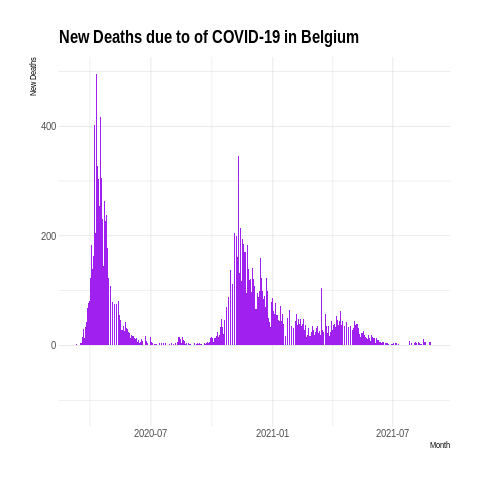 New Deaths due to of COVID-19 in Belgium
New Deaths
400
200
0
2020-07
2021-01
2021-07
Month